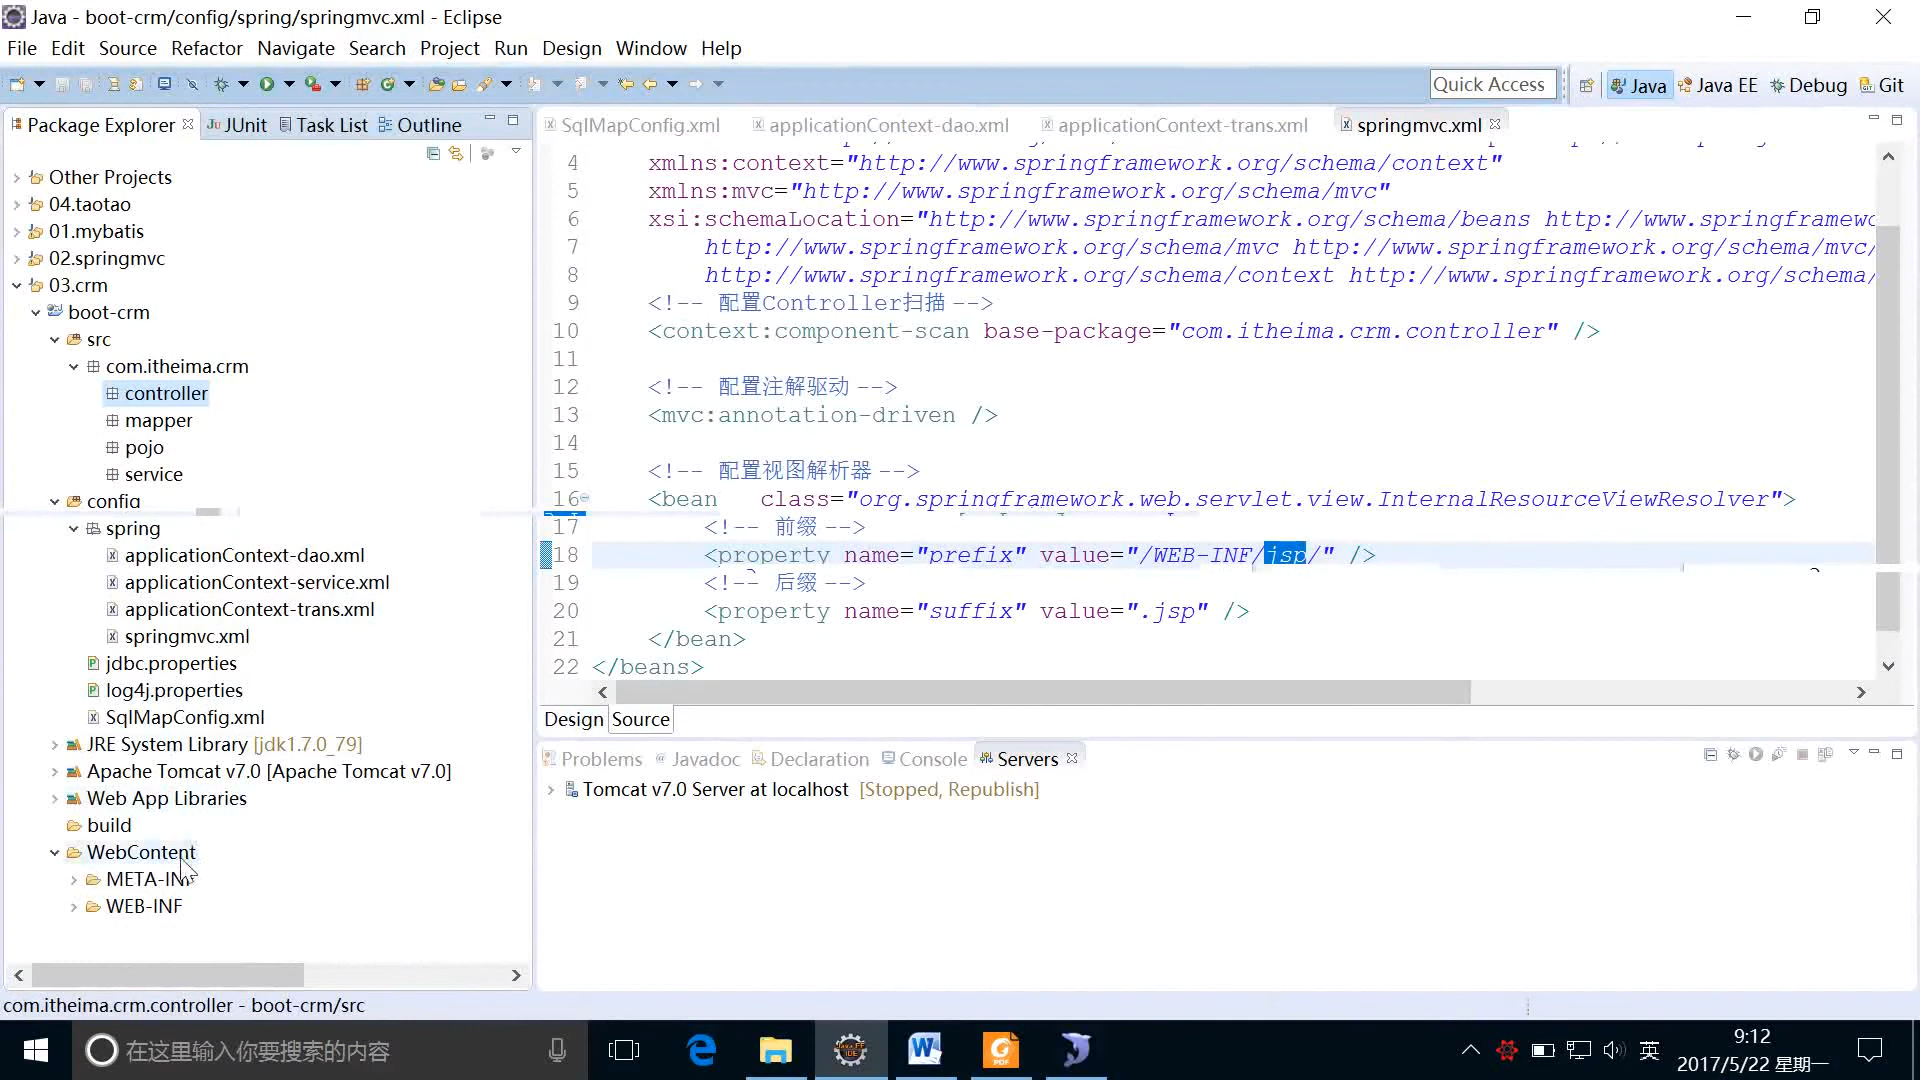 Java - boot-crm/config/spring/springmvc.xml - Eclipse
File Edit Source Refactor Navigate Search Project Run Design Window Help
Quick Access
Java
Java EE
Debug
Git
Package Explorer
JUnit
Task List
Outline
Other Projects
04.taotao
01.mybatis
02.springmvc
03.crm
boot-crm
src
com.itheima.crm
controller
mapper
pojo
service
config
spring
applicationContext-dao.xml
applicationContext-service.xml
applicationContext-trans.xml
springmvc.xml
jdbc.properties
log4j.properties
SqlMapConfig.xml
JRE System Library [jdk1.7.0_79]
Apache Tomcat v7.0 [Apache Tomcat v7.0]
Web App Libraries
build
WebContent
META-INF
WEB-INF
SqlMapConfig.xml
applicationContext-dao.xml
applicationContext-trans.xml
springmvc.xml
4 xmlns:context="http://www.springframework.org/schema/context"
5 xmlns:mvc="http://www.springframework.org/schema/mvc"
6 xsi:schemaLocation="http://www.springframework.org/schema/beans http://www.springframewo
7 http://www.springframework.org/schema/mvc http://www.springframework.org/schema/mvc/
8 http://www.springframework.org/schema/context http://www.springframework.org/schema/
9 <!-- 配置Controller扫描 -->
10 <context:component-scan base-package="com.itheima.crm.controller" />
11
12 <!-- 配置注解驱动 -->
13 <mvc:annotation-driven />
14
15 <!-- 配置视图解析器 -->
16 <bean class="org.springframework.web.servlet.view.InternalResourceViewResolver">
17 <!-- 前缀 -->
18 <property name="prefix" value="/WEB-INF/jsp/" />
19 <!-- 后缀 -->
20 <property name="suffix" value=".jsp" />
21 </bean>
22 </beans>
Design Source
Problems
Javadoc
Declaration
Console
Servers
Tomcat v7.0 Server at localhost [Stopped, Republish]
com.itheima.crm.controller - boot-crm/src
在这里输入你要搜索的内容
英
9:12
2017/5/22 星期一